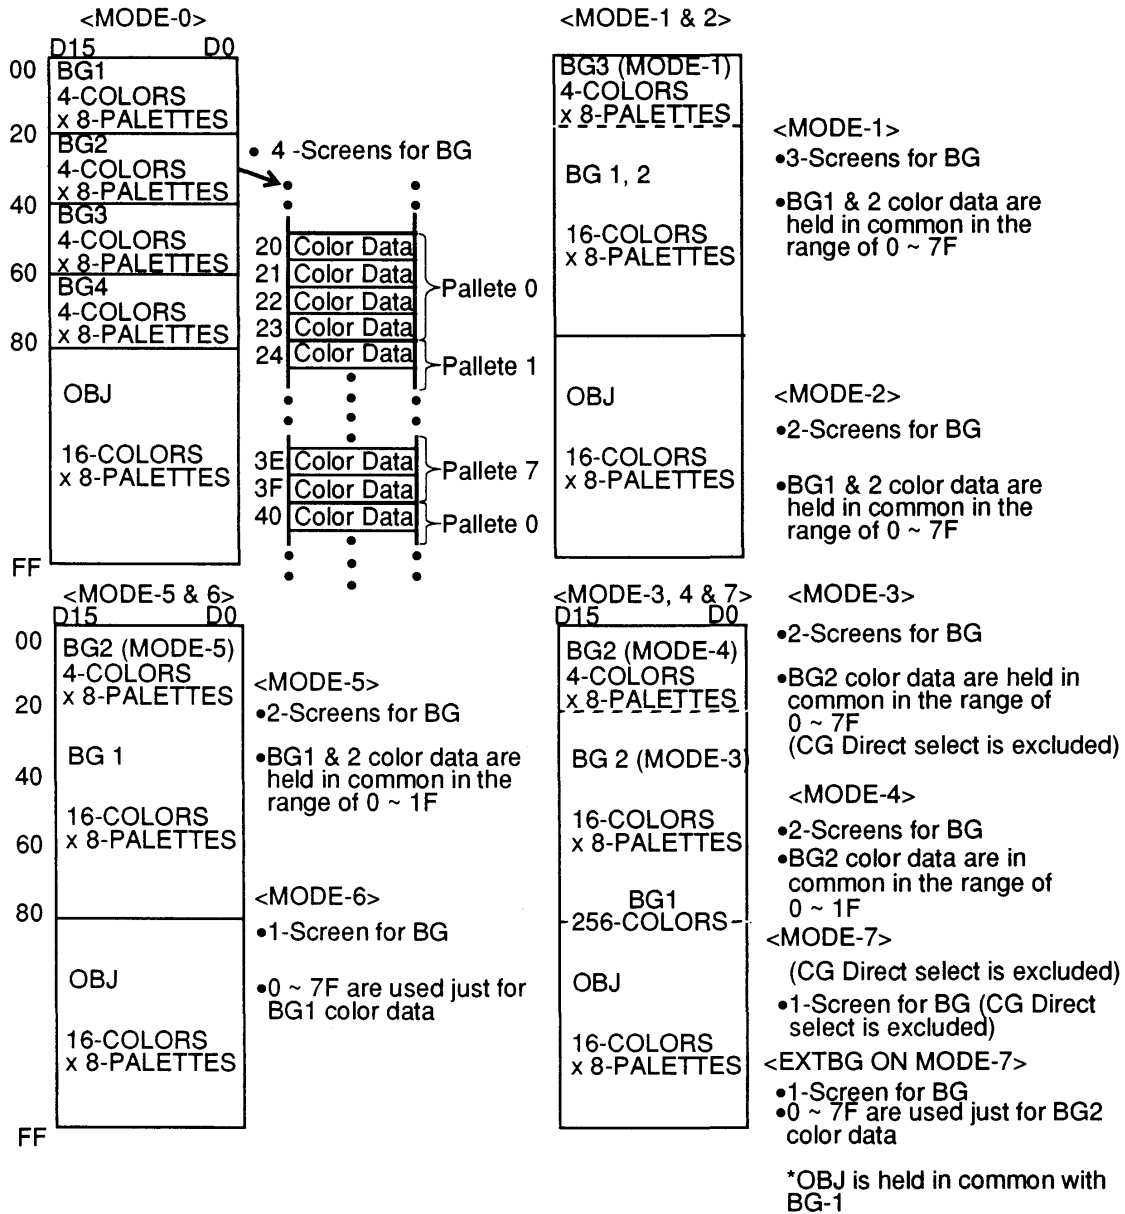 <MODE-0>
D15 D0
00
BG1
4-COLORS
x 8-PALETTES
20
BG2
4-COLORS
x 8-PALETTES
40
BG3
4-COLORS
x 8-PALETTES
60
BG4
4-COLORS
x 8-PALETTES
80
OBJ
16-COLORS
x 8-PALETTES
FF
• 4 -Screens for BG
20 Color Data
21 Color Data
22 Color Data
23 Color Data
Pallete 0
24 Color Data
Pallete 1
3E Color Data
3F Color Data
Pallete 7
40 Color Data
Pallete 0
<MODE-1 & 2>
BG3 (MODE-1)
4-COLORS
x 8-PALETTES
BG 1, 2
16-COLORS
x 8-PALETTES
OBJ
16-COLORS
x 8-PALETTES
<MODE-1>
•3-Screens for BG
•BG1 & 2 color data are
held in common in the
range of 0 ~ 7F
<MODE-2>
•2-Screens for BG
•BG1 & 2 color data are
held in common in the
range of 0 ~ 7F
<MODE-5 & 6>
D15 D0
00
BG2 (MODE-5)
4-COLORS
x 8-PALETTES
20
BG 1
40
16-COLORS
x 8-PALETTES
60
80
OBJ
16-COLORS
x 8-PALETTES
FF
<MODE-5>
•2-Screens for BG
•BG1 & 2 color data are
held in common in the
range of 0 ~ 1F
<MODE-6>
•1-Screen for BG
•0 ~ 7F are used just for
BG1 color data
<MODE-3, 4 & 7>
D15 D0
BG2 (MODE-4)
4-COLORS
x 8-PALETTES
BG 2 (MODE-3)
16-COLORS
x 8-PALETTES
BG1
256-COLORS
OBJ
16-COLORS
x 8-PALETTES
<MODE-3>
•2-Screens for BG
•BG2 color data are held in
common in the range of
0 ~ 7F
(CG Direct select is excluded)
<MODE-4>
•2-Screens for BG
•BG2 color data are in
common in the range of
0 ~ 1F
<MODE-7>
(CG Direct select is excluded)
•1-Screen for BG (CG Direct
select is excluded)
<EXTBG ON MODE-7>
•1-Screen for BG
•0 ~ 7F are used just for BG2
color data
*OBJ is held in common with
BG-1